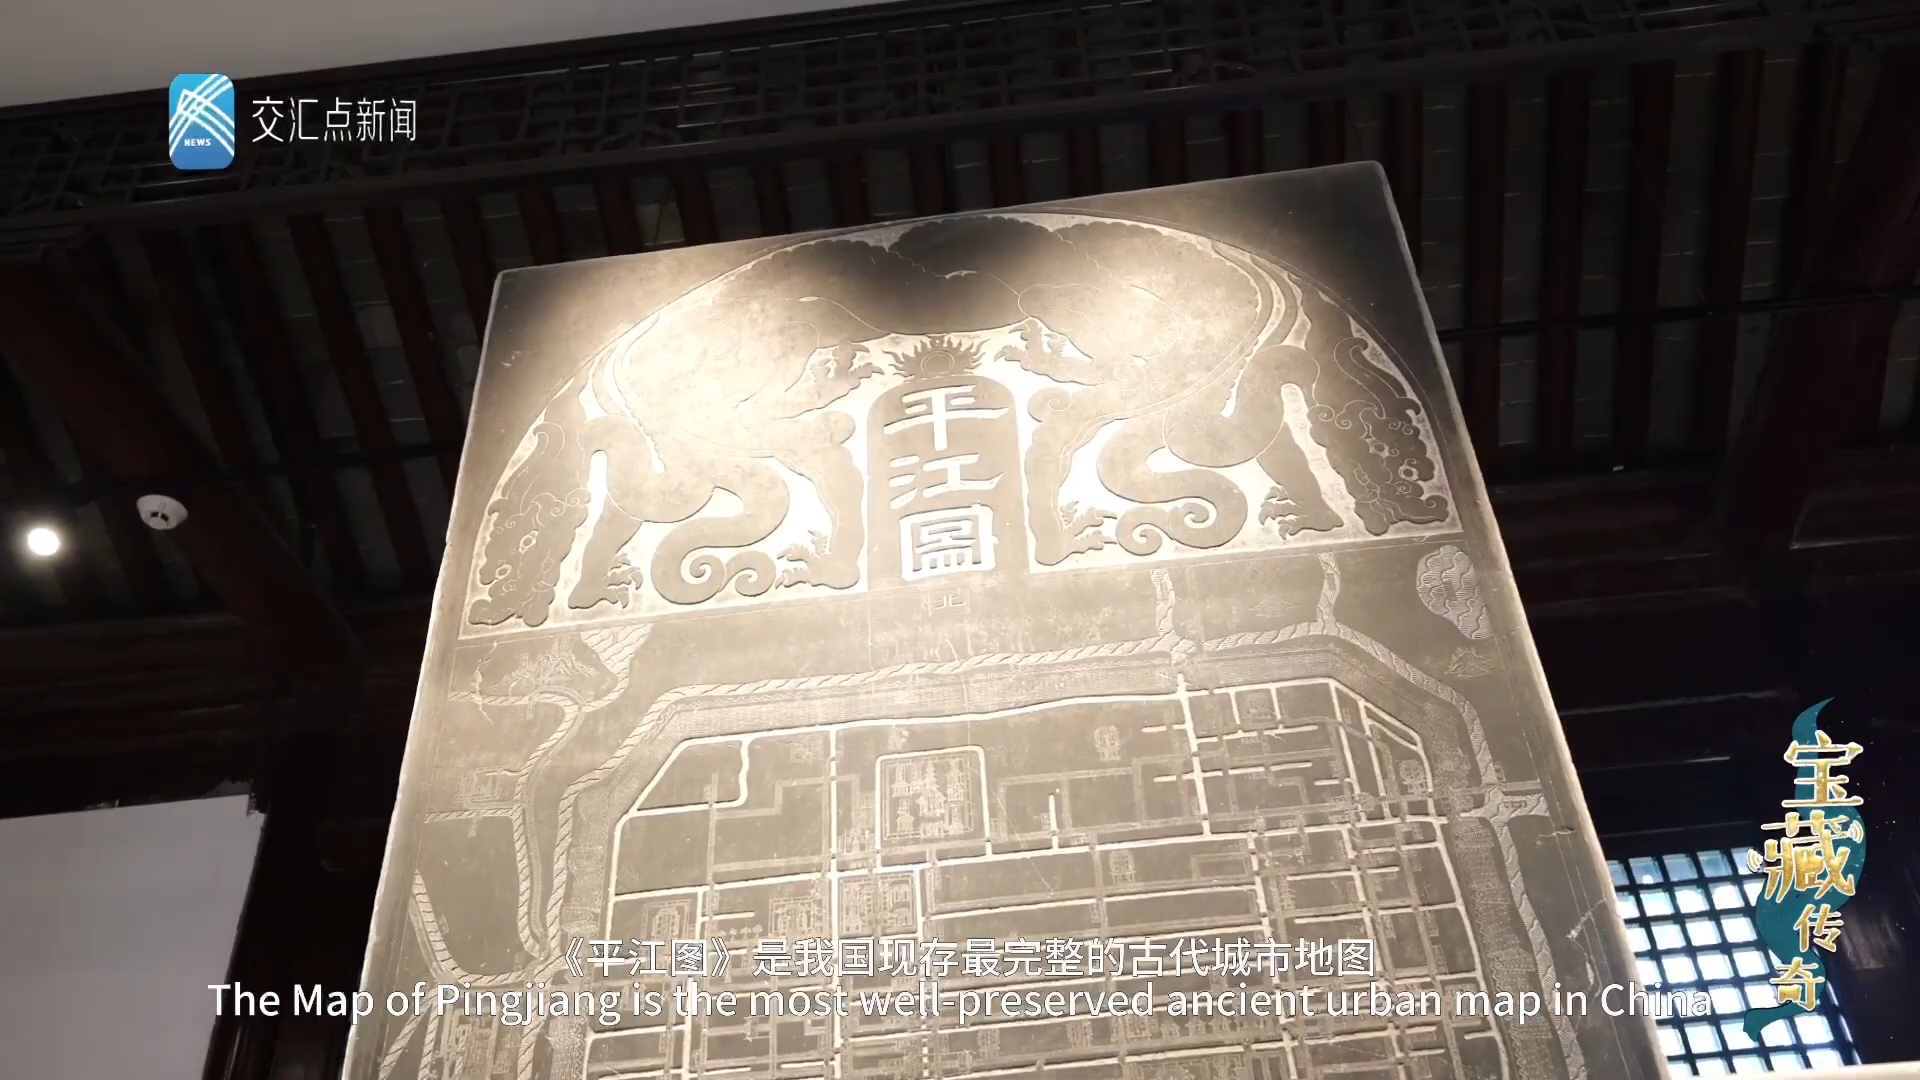 NEWS
交汇点新闻
平江圖
北
宝藏传奇
《平江图》是我国现存最完整的古代城市地图
The Map of Pingjiang is the most well-preserved ancient urban map in China